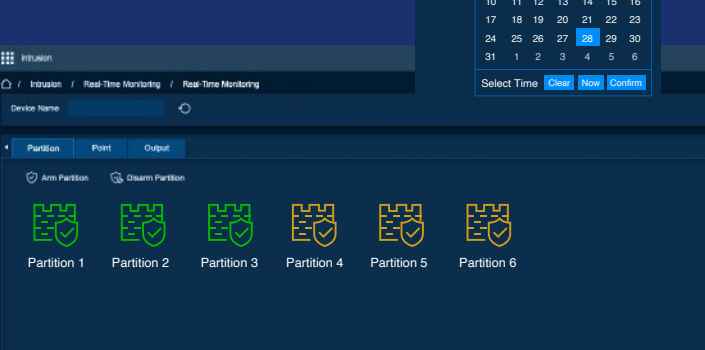 10 11 12 13 14 15 16
17 18 19 20 21 22 23
24 25 26 27 28 29 30
31 1 2 3 4 5 6
Select Time Clear Now Confirm
Intrusion
/ Intrusion / Real-Time Monitoring / Real-Time Monitoring
Device Name
Partition Point Output
Arm Partition Disarm Partition
Partition 1 Partition 2 Partition 3 Partition 4 Partition 5 Partition 6